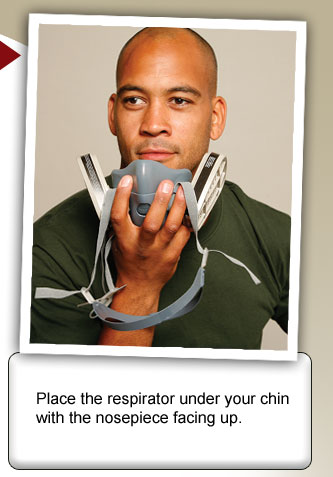 Place the respirator under your chin
with the nosepiece facing up.